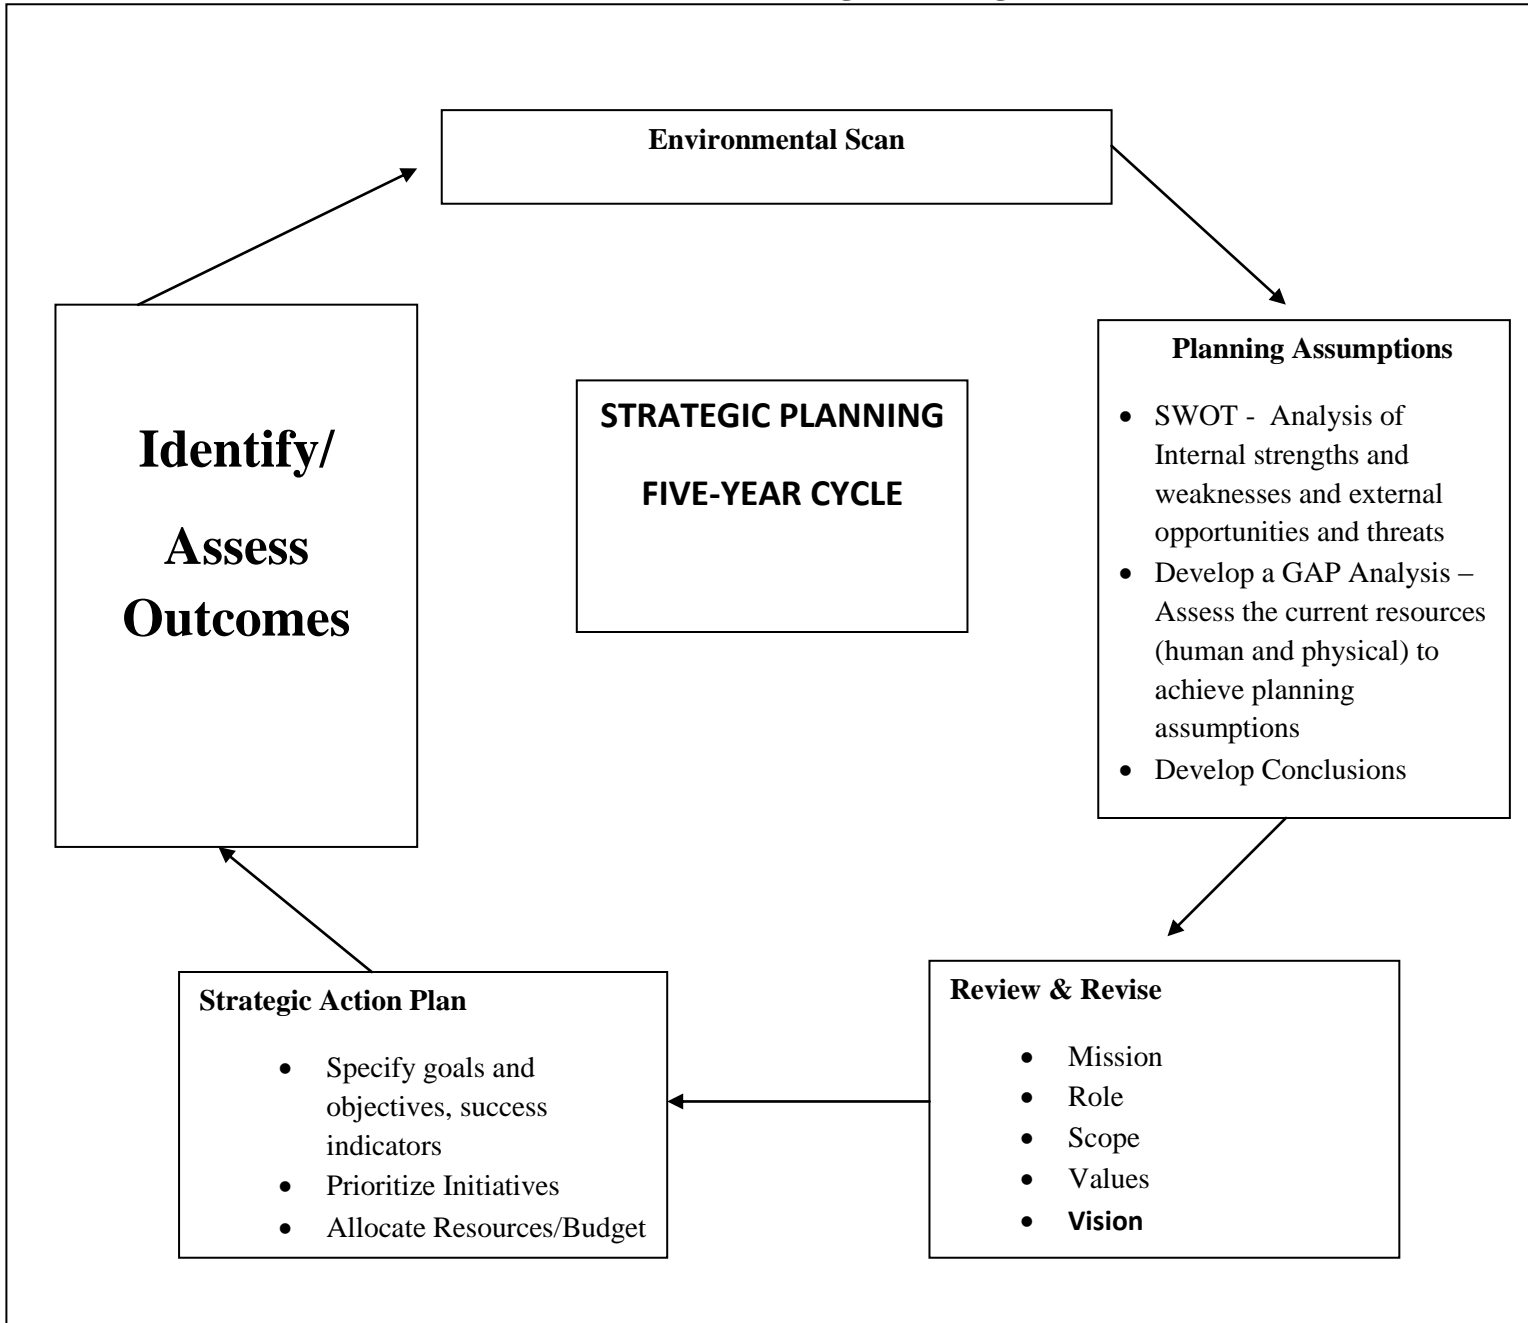 Environmental Scan
Planning Assumptions
• SWOT -  Analysis of
Internal strengths and
weaknesses and external
opportunities and threats
• Develop a GAP Analysis –
Assess the current resources
(human and physical) to
achieve planning
assumptions
• Develop Conclusions
STRATEGIC PLANNING
FIVE-YEAR CYCLE
Identify/
Assess
Outcomes
Review & Revise
• Mission
• Role
• Scope
• Values
• Vision
Strategic Action Plan
• Specify goals and
objectives, success
indicators
• Prioritize Initiatives
• Allocate Resources/Budget